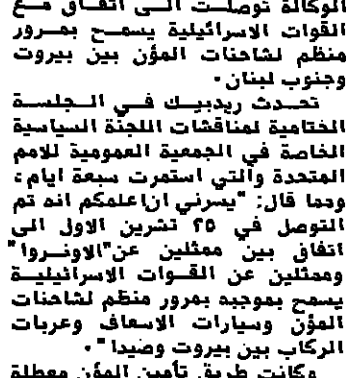 الوكالة توصلت الى اتفاق مع
القوات الاسرائيلية يسمح بمرور
منظم لشاحنات المؤن بين بيروت
وجنوب لبنان.
تحدث ريدبيك في الجلسة
الختامية لمناقشات اللجنة السياسية
الخاصة في الجمعية العمومية للامم
المتحدة والتي استمرت سبعة ايام،
ومما قال: "يسرني ان اعلمكم انه تم
التوصل في ٢٥ تشرين الاول الى
اتفاق بين ممثلين عن "الاونروا"
وممثلين عن القوات الاسرائيلية
يسمح بموجبه بمرور منظم لشاحنات
المؤن وسيارات الاسعاف وعربات
الركاب بين بيروت وصيدا".
وكانت طريق تأمين المؤن معطلة